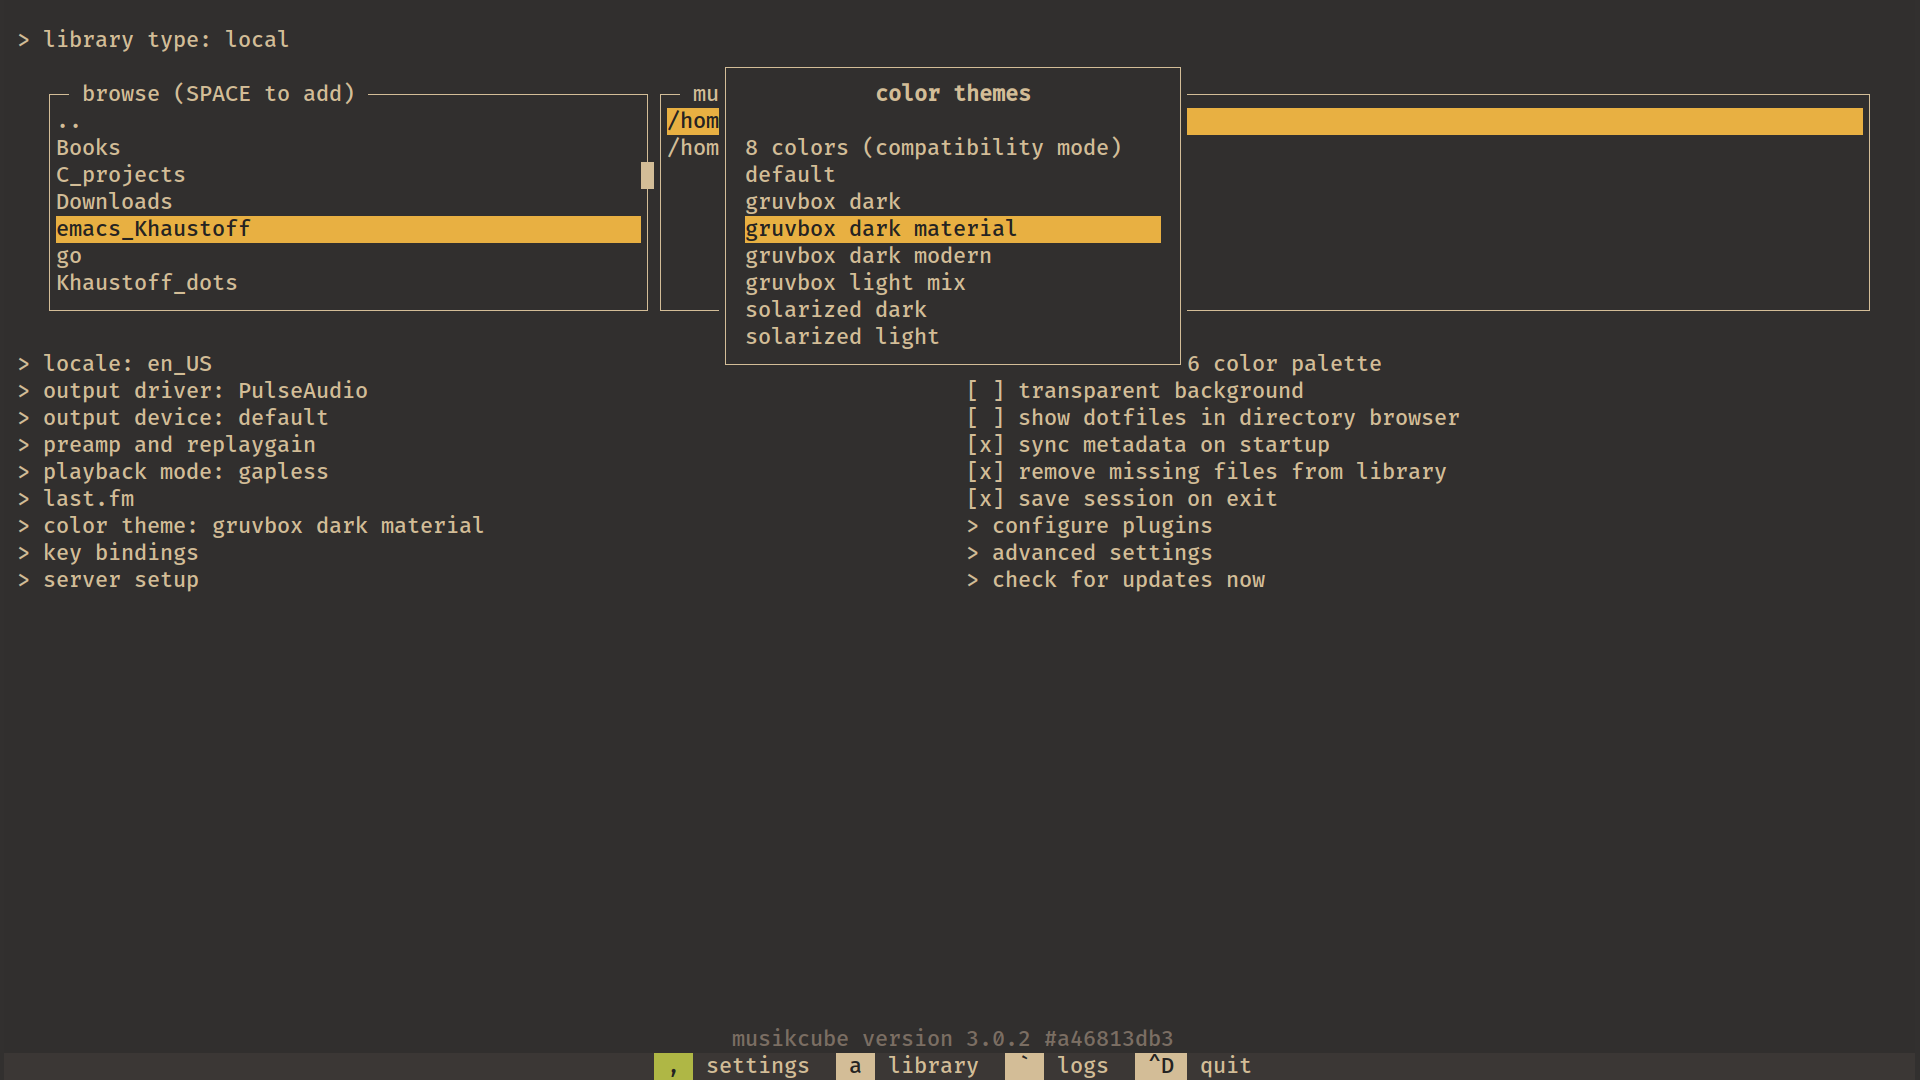 > library type: local
browse (SPACE to add)
..
Books
C_projects
Downloads
emacs_Khaustoff
go
Khaustoff_dots
mu
/hom
/hom
color themes
8 colors (compatibility mode)
default
gruvbox dark
gruvbox dark material
gruvbox dark modern
gruvbox light mix
solarized dark
solarized light
> locale: en_US
> output driver: PulseAudio
> output device: default
> preamp and replaygain
> playback mode: gapless
> last.fm
> color theme: gruvbox dark material
> key bindings
> server setup
6 color palette
[ ] transparent background
[ ] show dotfiles in directory browser
[x] sync metadata on startup
[x] remove missing files from library
[x] save session on exit
> configure plugins
> advanced settings
> check for updates now
musikcube version 3.0.2 #a46813db3
, settings a library ` logs ^D quit